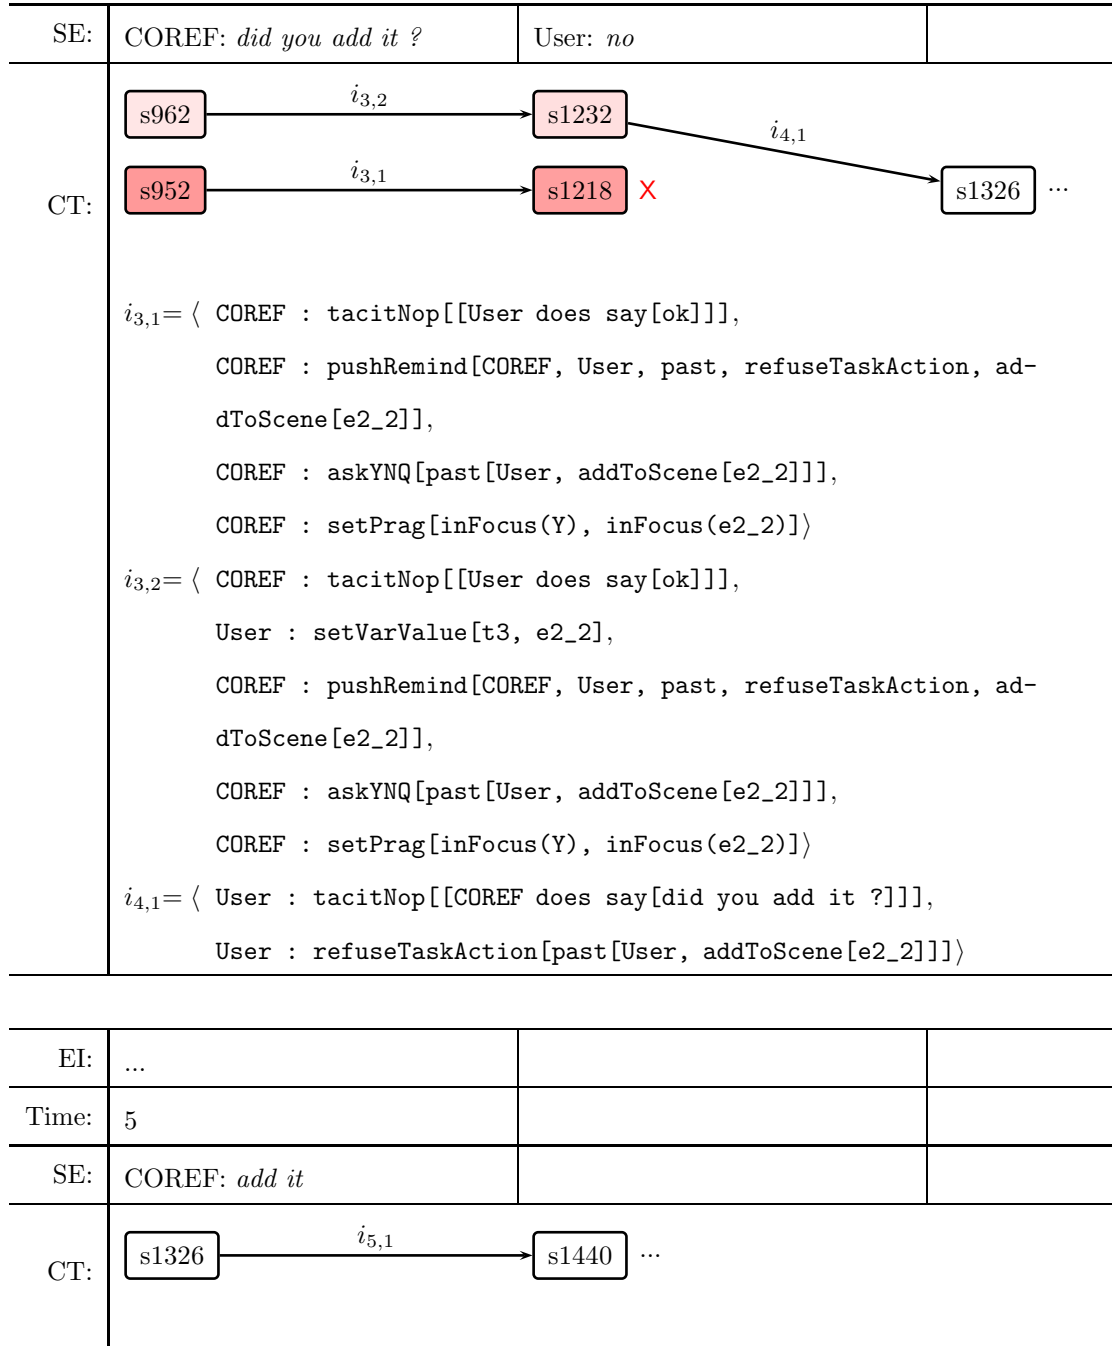 SE: COREF: did you add it ? User: no
i3,2
s962 s1232
i4,1
i3,1
CT: s952 s1218 X s1326 ...
i3,1=⟨ COREF : tacitNop[[User does say[ok]]],
COREF : pushRemind[COREF, User, past, refuseTaskAction, ad-
dToScene[e2_2]],
COREF : askYNQ[past[User, addToScene[e2_2]]],
COREF : setPrag[inFocus(Y), inFocus(e2_2)]⟩
i3,2=⟨ COREF : tacitNop[[User does say[ok]]],
User : setVarValue[t3, e2_2],
COREF : pushRemind[COREF, User, past, refuseTaskAction, ad-
dToScene[e2_2]],
COREF : askYNQ[past[User, addToScene[e2_2]]],
COREF : setPrag[inFocus(Y), inFocus(e2_2)]⟩
i4,1=⟨ User : tacitNop[[COREF does say[did you add it ?]]],
User : refuseTaskAction[past[User, addToScene[e2_2]]]⟩
EI: ...
Time: 5
SE: COREF: add it
i5,1
CT: s1326 s1440 ...